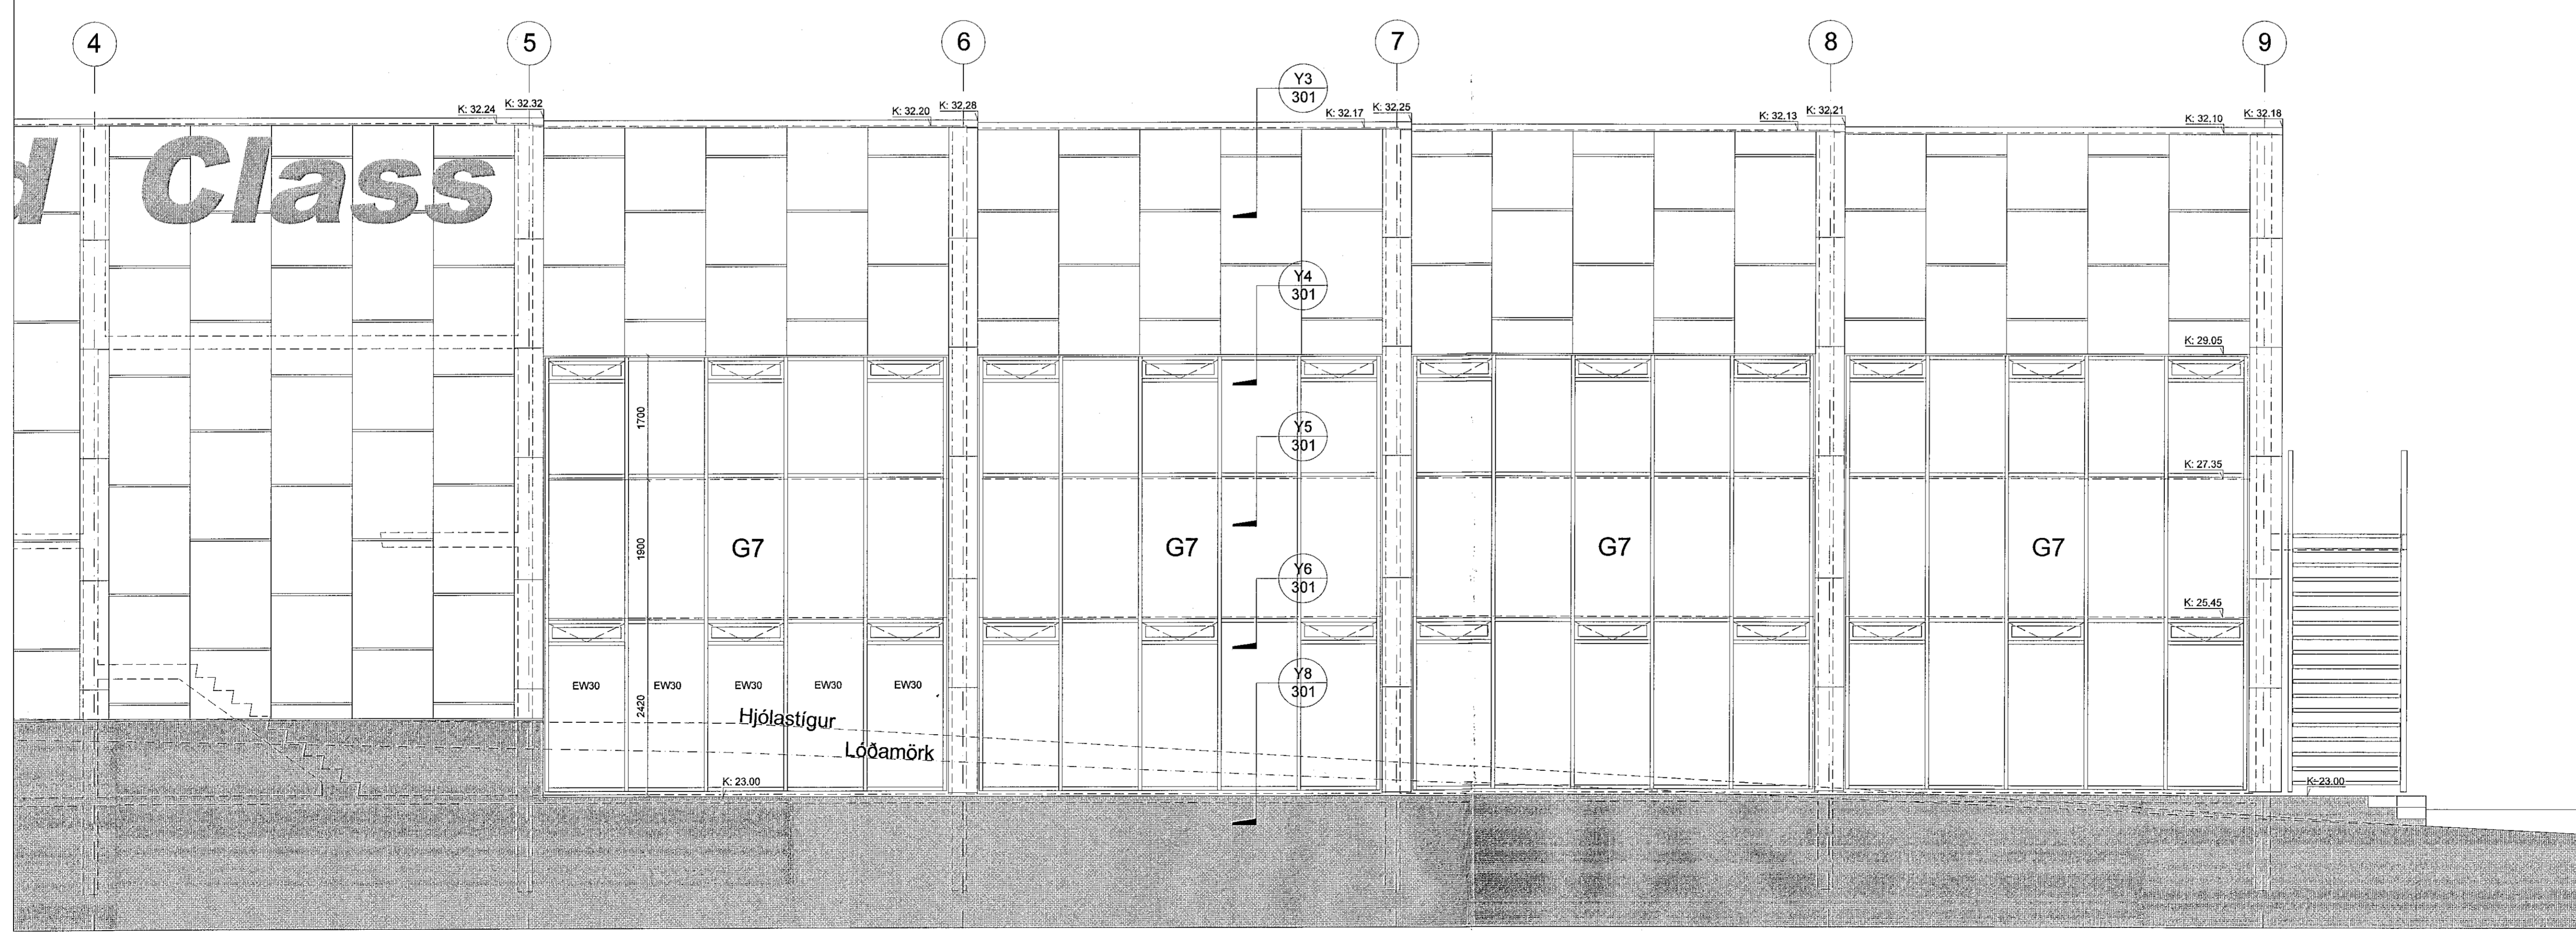 4
5
6
7
8
9
Y3
301
K: 32.24
K: 32.32
K: 32.20
K: 32.28
K: 32.17
K: 32.25
K: 32.13
K: 32.21
K: 32.10
K: 32.18
d Class
Y4
301
K: 29.05
1700
Y5
301
K: 27.35
1900
G7
G7
G7
G7
Y6
301
K: 25.45
EW30
EW30
EW30
EW30
EW30
2420
Y8
301
Hjólastígur
Lóðamörk
K: 23.00
K: 23.00